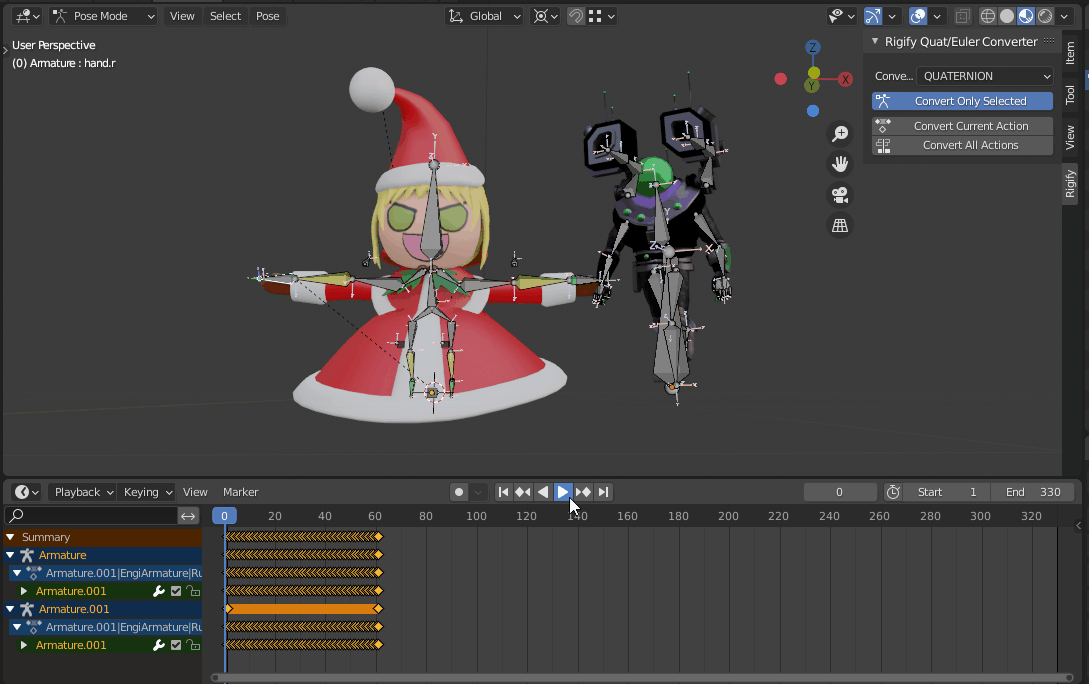 Pose Mode View Select Pose Global
User Perspective
(0) Armature : hand.r
Rigify Quat/Euler Converter
Conve... QUATERNION
Convert Only Selected
Convert Current Action
Convert All Actions
Item
Tool
View
Rigify
Z
X
Y
Playback Keying View Marker 0 Start 1 End 330
0 20 40 60 80 100 120 140 160 180 200 220 240 260 280 300 320
Summary
Armature
Armature.001|EngiArmature|Ru
Armature.001
Armature.001
Armature.001|EngiArmature|Ru
Armature.001